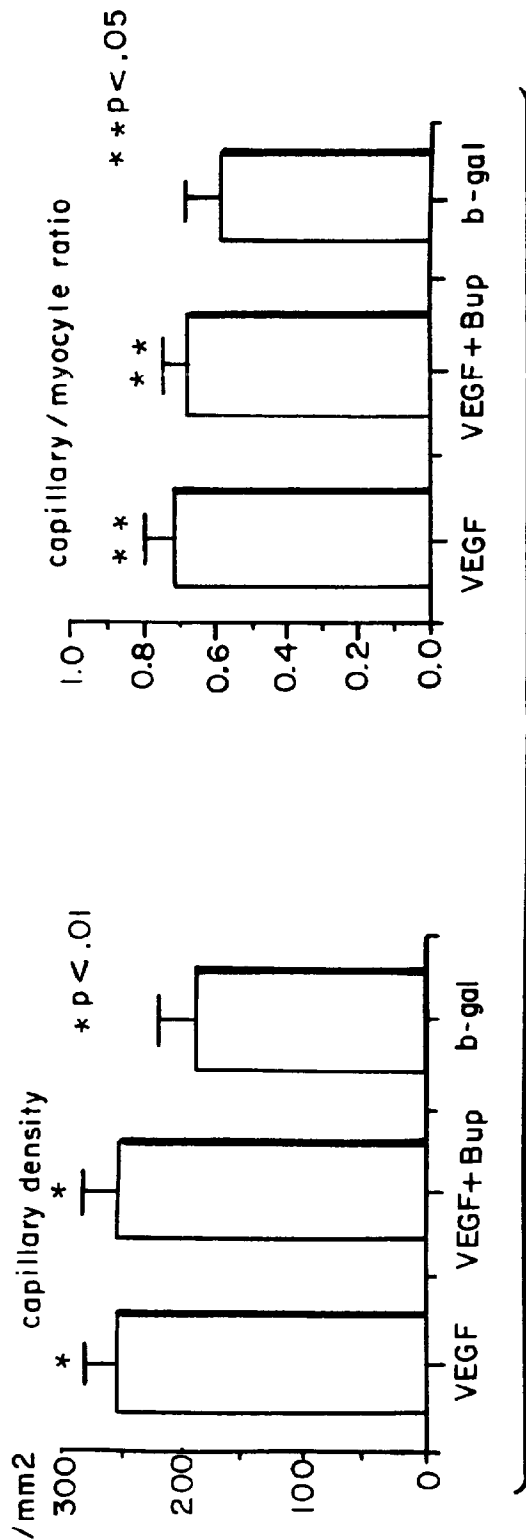 /mm2
capillary density
*p<.01
300
200
100
0
*
*
VEGF
VEGF+Bup
b-gal
capillary/myocyte ratio
**p<.05
1.0
0.8
0.6
0.4
0.2
0.0
**
**
VEGF
VEGF+Bup
b-gal